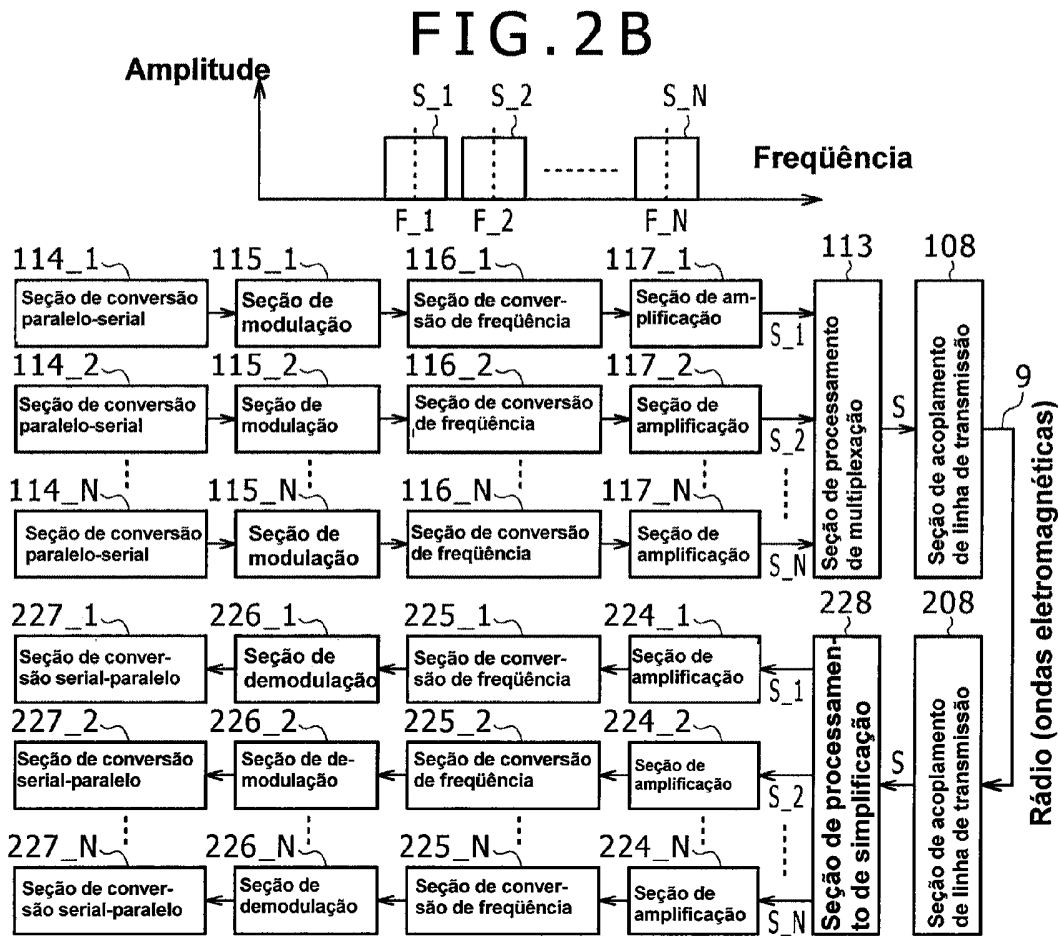 FIG.2B
Amplitude
S_1
S_2
S_N
Freqüência
F_1
F_2
F_N
114_1
115_1
116_1
117_1
113
108
Seção de conversão
paralelo-serial
Seção de
modulação
Seção de conver-
são de freqüência
Seção de am-
plificação
S_1
114_2
115_2
116_2
117_2
Seção de conversão
paralelo-serial
Seção de
modulação
Seção de conversão
de freqüência
Seção de
amplificação
S_2
114_N
115_N
116_N
117_N
Seção de conversão
paralelo-serial
Seção de
modulação
Seção de conversão
de freqüência
Seção de
amplificação
S_N
Seção de processamento
de multiplexação
S
Seção de acoplamento
de linha de transmissão
9
Rádio (ondas eletromagnéticas)
227_1
226_1
225_1
224_1
228
208
Seção de conver-
são serial-paralelo
Seção de
demodulação
Seção de conver-
são de freqüência
Seção de
amplificação
S_1
227_2
226_2
225_2
224_2
Seção de conversão
serial-paralelo
Seção de de-
modulação
Seção de conversão
de freqüência
Seção de
amplificação
S_2
227_N
226_N
225_N
224_N
Seção de conver-
são serial-paralelo
Seção de
demodulação
Seção de conver-
são de freqüência
Seção de
amplificação
S_N
Seção de processamen-
to de simplificação
S
Seção de acoplamento
de linha de transmissão